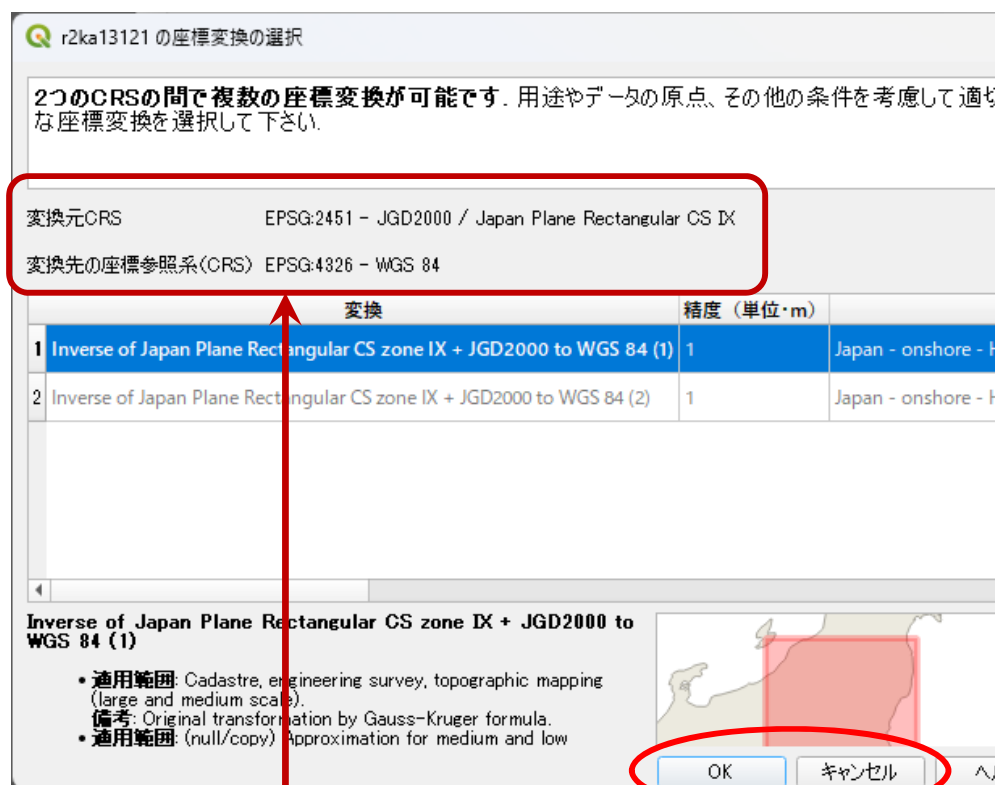 r2ka13121 の座標変換の選択
2つのCRSの間で複数の座標変換が可能です. 用途やデータの原点、その他の条件を考慮して適切
な座標変換を選択して下さい.
変換元CRS EPSG:2451 - JGD2000 / Japan Plane Rectangular CS IX
変換先の座標参照系(CRS) EPSG:4326 - WGS 84
変換 精度（単位・m）
1 Inverse of Japan Plane Rectangular CS zone IX + JGD2000 to WGS 84 (1) 1 Japan - onshore - H
2 Inverse of Japan Plane Rectangular CS zone IX + JGD2000 to WGS 84 (2) 1 Japan - onshore - H
Inverse of Japan Plane Rectangular CS zone IX + JGD2000 to
WGS 84 (1)
• 適用範囲: Cadastre, engineering survey, topographic mapping
(large and medium scale).
備考: Original transformation by Gauss-Kruger formula.
• 適用範囲: (null/copy) Approximation for medium and low
OK キャンセル ヘ